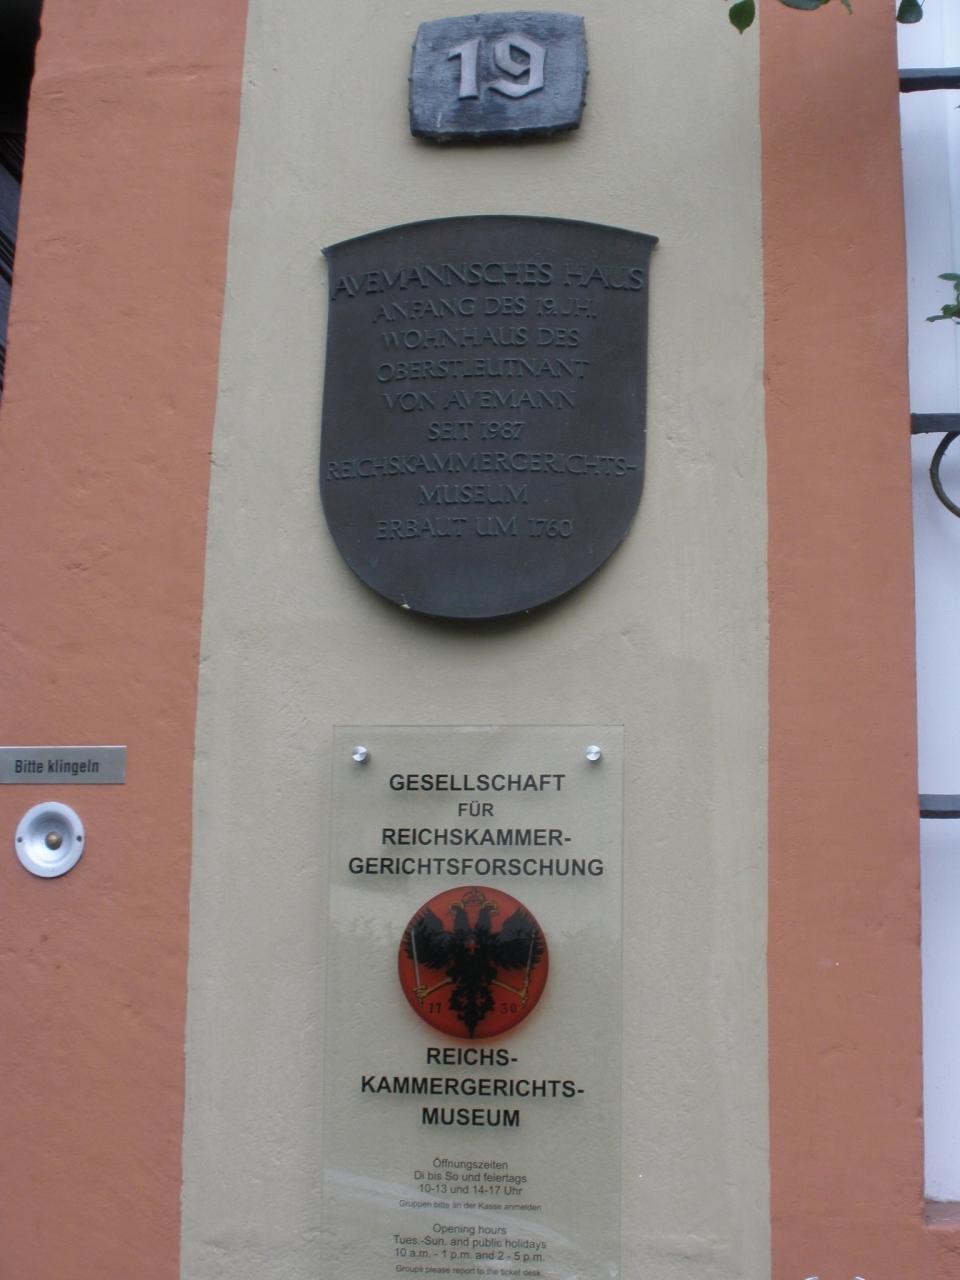 19
AVEMANNSCHES HAUS
ANFANG DES 19. JH.
WOHNHAUS DES
OBERSTLEUTNANT
VON AVEMANN
SEIT 1987
REICHSKAMMERGERICHTS-
MUSEUM
ERBAUT UM 1760
Bitte klingeln
GESELLSCHAFT
FÜR
REICHSKAMMER-
GERICHTSFORSCHUNG
17 30
REICHS-
KAMMERGERICHTS-
MUSEUM
Öffnungszeiten
Di bis So und feiertags
10-13 und 14-17 Uhr
Gruppen bitte an der Kasse anmelden
Opening hours
Tues.-Sun. and public holidays
10 a.m. - 1 p.m. and 2 - 5 p.m.
Groups please report to the ticket desk.